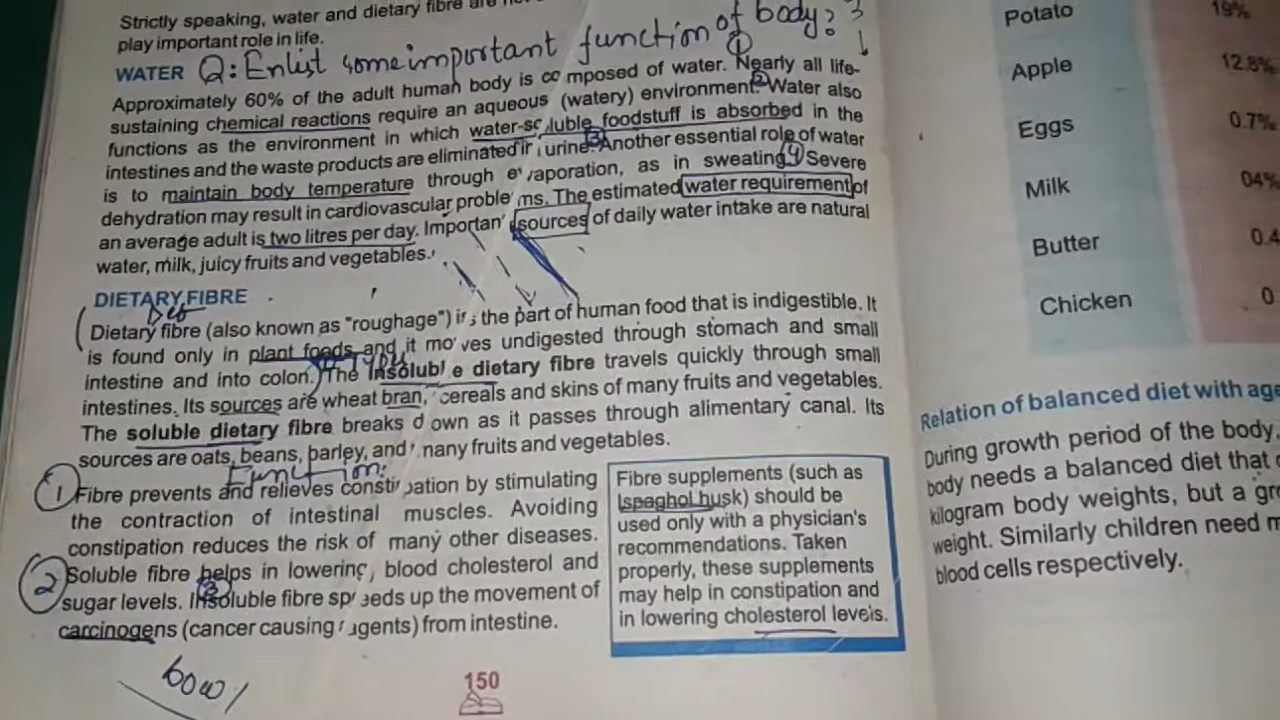 Strictly speaking, water and dietary fibre are
play important role in life.
Q: Enlist some important function of body?
WATER
Approximately 60% of the adult human body is composed of water. Nearly all life-
sustaining chemical reactions require an aqueous (watery) environment. Water also
functions as the environment in which water-soluble foodstuff is absorbed in the
intestines and the waste products are eliminated in urine. Another essential role of water
is to maintain body temperature through evaporation, as in sweating. Severe
dehydration may result in cardiovascular problems. The estimated water requirement of
an average adult is two litres per day. Important sources of daily water intake are natural
water, milk, juicy fruits and vegetables.
DIETARY FIBRE
Dietary fibre (also known as "roughage") is the part of human food that is indigestible. It
is found only in plant foods and it moves undigested through stomach and small
intestine and into colon. The insoluble dietary fibre travels quickly through small
intestines. Its sources are wheat bran, cereals and skins of many fruits and vegetables.
The soluble dietary fibre breaks down as it passes through alimentary canal. Its
sources are oats, beans, barley, and many fruits and vegetables.
Function:
1 Fibre prevents and relieves constipation by stimulating
the contraction of intestinal muscles. Avoiding
constipation reduces the risk of many other diseases.
2 Soluble fibre helps in lowering blood cholesterol and
sugar levels. Insoluble fibre speeds up the movement of
carcinogens (cancer causing agents) from intestine.
Fibre supplements (such as
Ispaghol husk) should be
used only with a physician's
recommendations. Taken
properly, these supplements
may help in constipation and
in lowering cholesterol levels.
bowl
150
Potato 19%
Apple 12.8%
Eggs 0.7%
Milk 04%
Butter 0.4
Chicken 0.
Relation of balanced diet with age
During growth period of the body,
body needs a balanced diet that
kilogram body weights, but a
weight. Similarly children need
blood cells respectively.